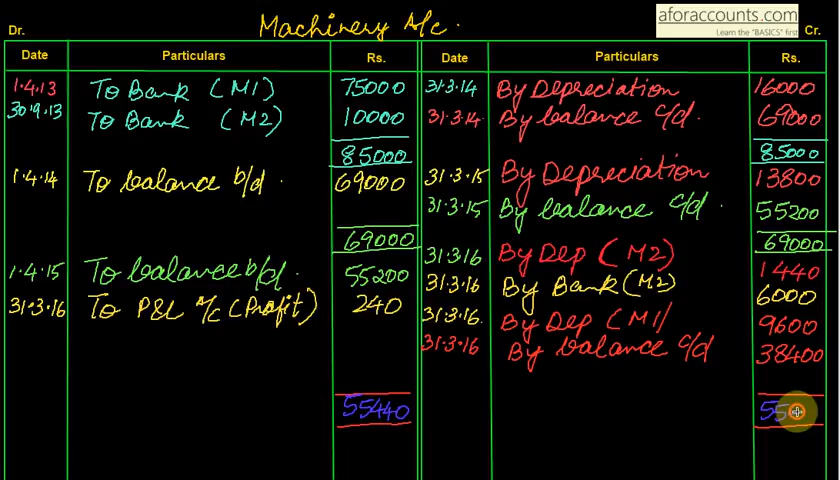 aforaccounts.com
Learn the "BASICS" first
Dr. Machinery A/c. Cr.
Date Particulars Rs. Date Particulars Rs.
1.4.13 To Bank (M1) 75000 31.3.14 By Depreciation 16000
30.9.13 To Bank (M2) 10000 31.3.14 By balance c/d. 69000
85000 85000
1.4.14 To balance b/d. 69000 31.3.15 By Depreciation 13800
31.3.15 By balance c/d. 55200
69000 69000
31.3.16 By Dep (M2) 1440
1.4.15 To balance b/d. 55200 31.3.16 By Bank (M2) 6000
31.3.16 To P&L A/c (Profit) 240 31.3.16. By Dep (M1) 9600
31.3.16 By balance c/d 38400
55440 55